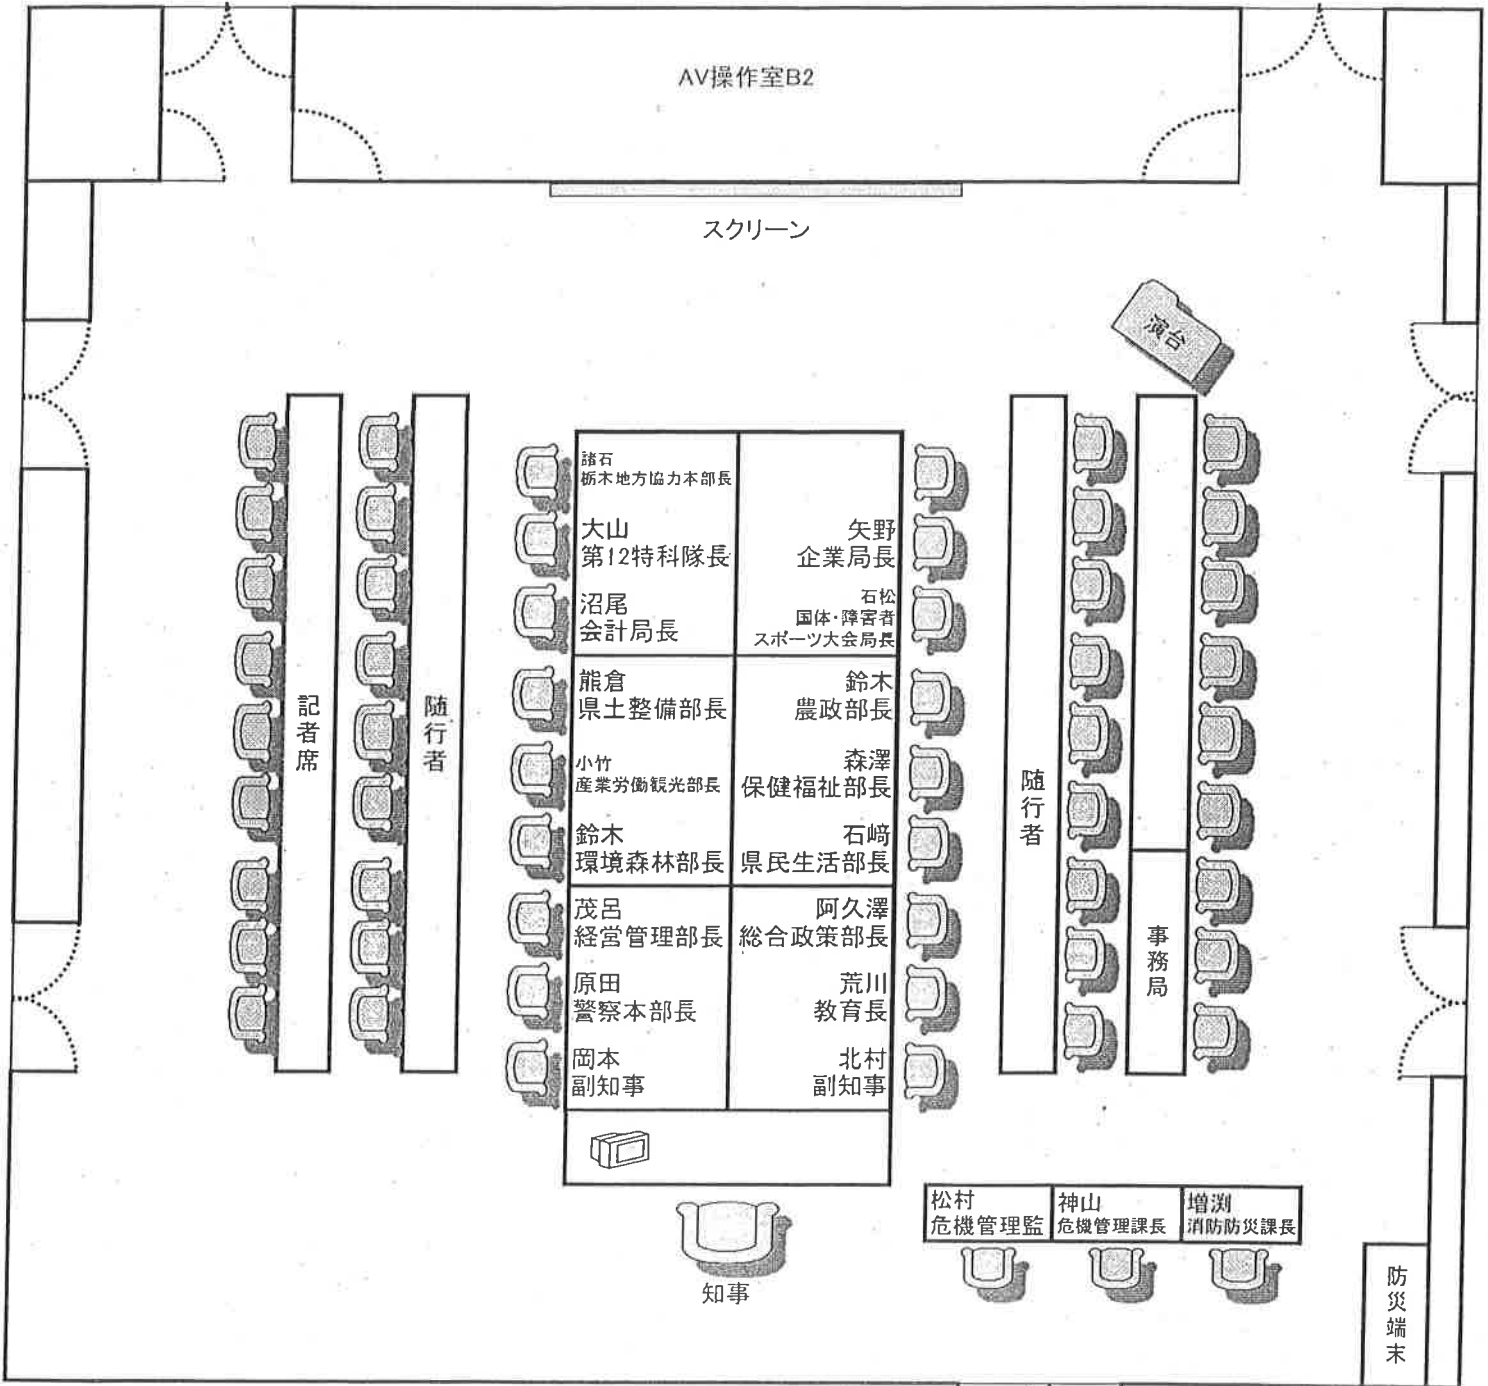 AV操作室B2
スクリーン
演台
記者席
随行者
諸石
栃木地方協力本部長
大山
第12特科隊長
沼尾
会計局長
熊倉
県土整備部長
小竹
産業労働観光部長
鈴木
環境森林部長
茂呂
経営管理部長
原田
警察本部長
岡本
副知事
矢野
企業局長
石松
国体・障害者
スポーツ大会局長
鈴木
農政部長
森澤
保健福祉部長
石﨑
県民生活部長
阿久澤
総合政策部長
荒川
教育長
北村
副知事
随行者
事務局
知事
松村
危機管理監
神山
危機管理課長
増渕
消防防災課長
防災端末